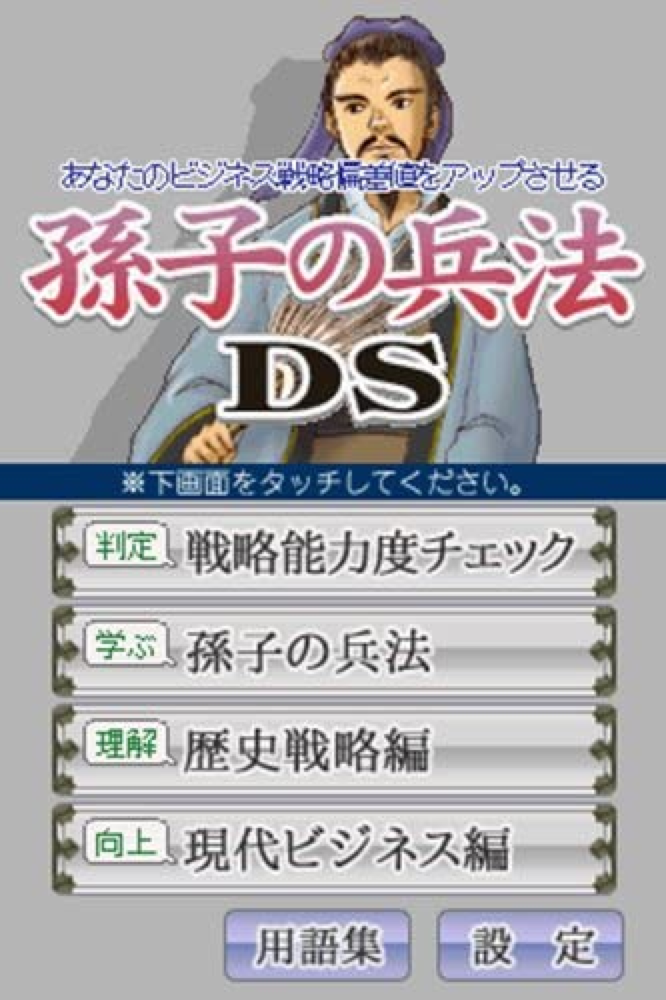 あなたのビジネス戦略偏差値をアップさせる
孫子の兵法
DS
※下画面をタッチしてください。
判定 戦略能力度チェック
学ぶ 孫子の兵法
理解 歴史戦略編
向上 現代ビジネス編
用語集 設 定